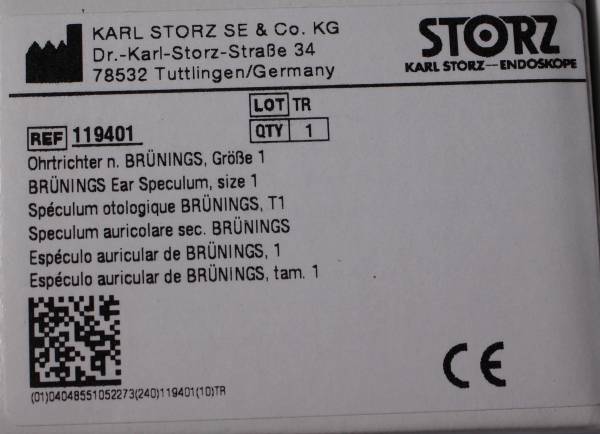 KARL STORZ SE & Co. KG
Dr.-Karl-Storz-Straße 34
78532 Tuttlingen/Germany
STORZ
KARL STORZ—ENDOSKOPE
LOT TR
REF 119401
QTY 1
Ohrtrichter n. BRÜNINGS, Größe 1
BRÜNINGS Ear Speculum, size 1
Spéculum otologique BRÜNINGS, T1
Speculum auricolare sec. BRÜNINGS
Espéculo auricular de BRÜNINGS, 1
Espéculo auricular de BRÜNINGS, tam. 1
CE
(01)04048551052273(240)119401(10)TR